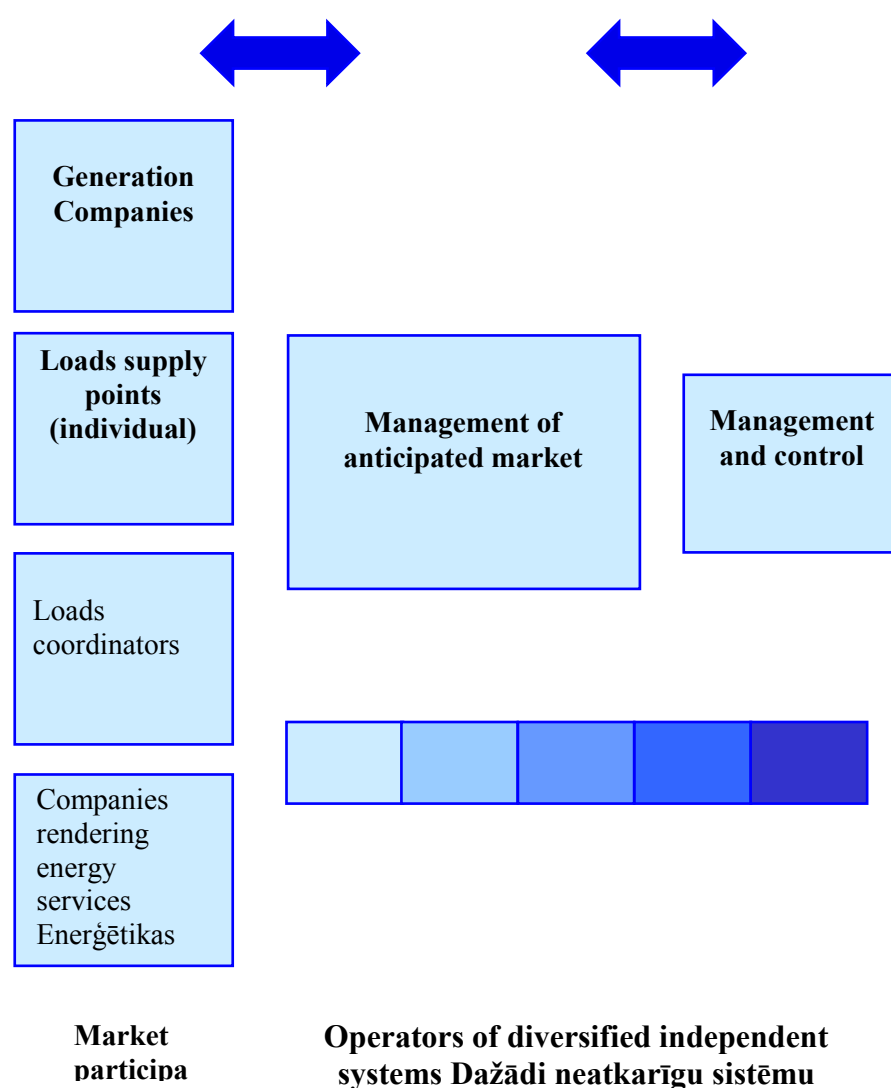 Generation
Companies
Loads supply
points
(individual)
Management of
anticipated market
Management
and control
Loads
coordinators
Companies
rendering
energy
services
Enerģētikas
Market
participa
Operators of diversified independent
systems Dažādi neatkarīgu sistēmu